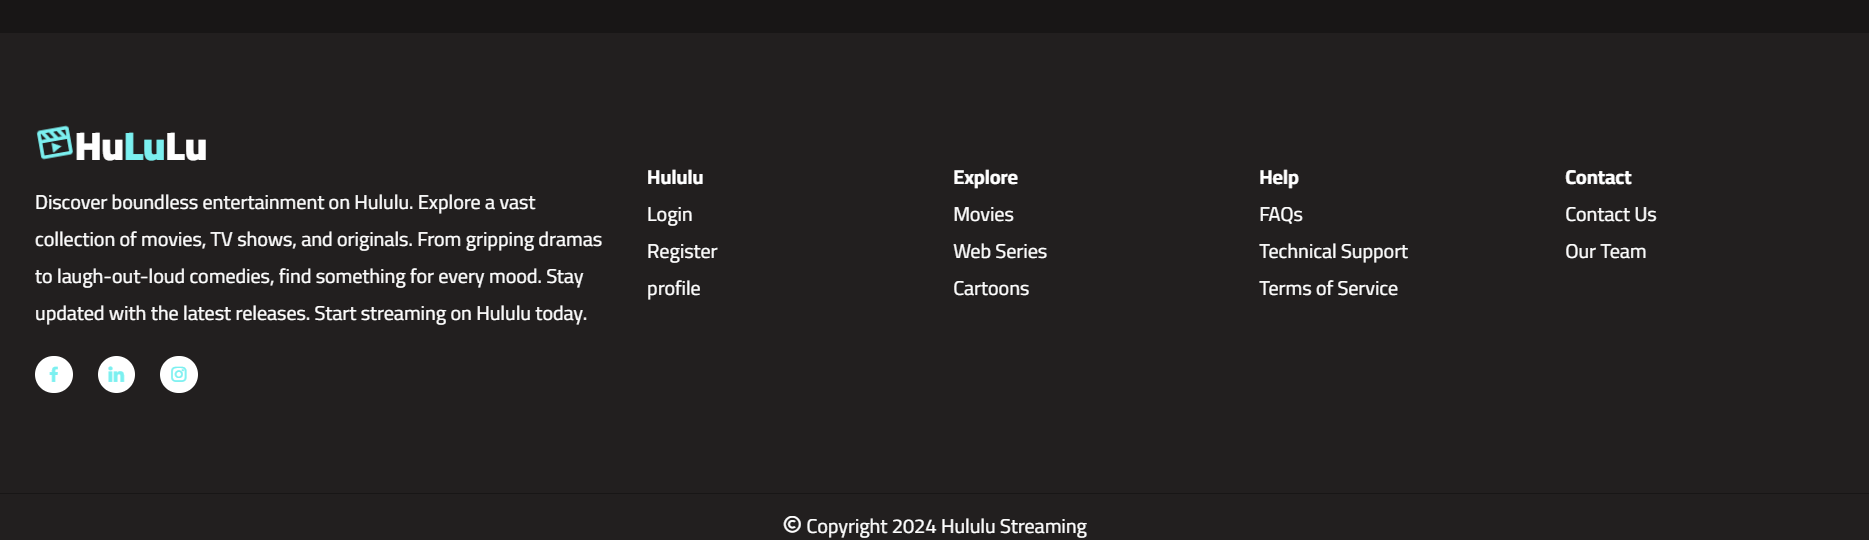 HuLuLu
Discover boundless entertainment on Hululu. Explore a vast
collection of movies, TV shows, and originals. From gripping dramas
to laugh-out-loud comedies, find something for every mood. Stay
updated with the latest releases. Start streaming on Hululu today.
Hululu
Login
Register
profile
Explore
Movies
Web Series
Cartoons
Help
FAQs
Technical Support
Terms of Service
Contact
Contact Us
Our Team
© Copyright 2024 Hululu Streaming